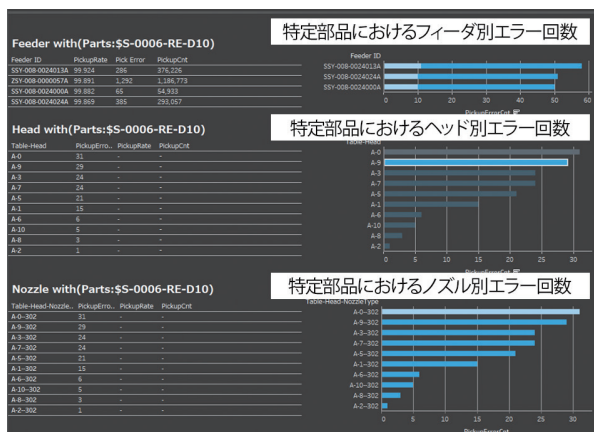 特定部品におけるフィーダ別エラー回数
Feeder with(Parts:$S-0006-RE-D10)
Feeder ID PickupRate Pick Error PickupCnt
SSY-008-0024013A 99.924 286 376,226
ZSY-008-0000057A 99.891 1,292 1,186,773
SSY-008-0024000A 99.882 65 54,933
SSY-008-0024024A 99.869 385 293,057
Feeder ID
SSY-008-0024013A
SSY-008-0024024A
SSY-008-0024000A
0 10 20 30 40 50 60
PickupErrorCnt
特定部品におけるヘッド別エラー回数
Head with(Parts:$S-0006-RE-D10)
Table-Head PickupErro.. PickupRate PickupCnt
A-0 31 - -
A-9 29 - -
A-3 24 - -
A-7 24 - -
A-5 21 - -
A-1 15 - -
A-6 6 - -
A-10 5 - -
A-8 3 - -
A-2 1 - -
Table-Head
A-0
A-9
A-3
A-7
A-5
A-1
A-6
A-10
A-8
A-2
0 5 10 15 20 25 30
PickupErrorCnt
特定部品におけるノズル別エラー回数
Nozzle with(Parts:$S-0006-RE-D10)
Table-Head-Nozzle.. PickupErro.. PickupRate PickupCnt
A-0--302 31 - -
A-9--302 29 - -
A-3--302 24 - -
A-7--302 24 - -
A-5--302 21 - -
A-1--302 15 - -
A-6--302 6 - -
A-10--302 5 - -
A-8--302 3 - -
A-2--302 1 - -
Table-Head-NozzleType
A-0--302
A-9--302
A-3--302
A-7--302
A-5--302
A-1--302
A-6--302
A-10--302
A-8--302
A-2--302
0 5 10 15 20 25 30
PickupErrorCnt